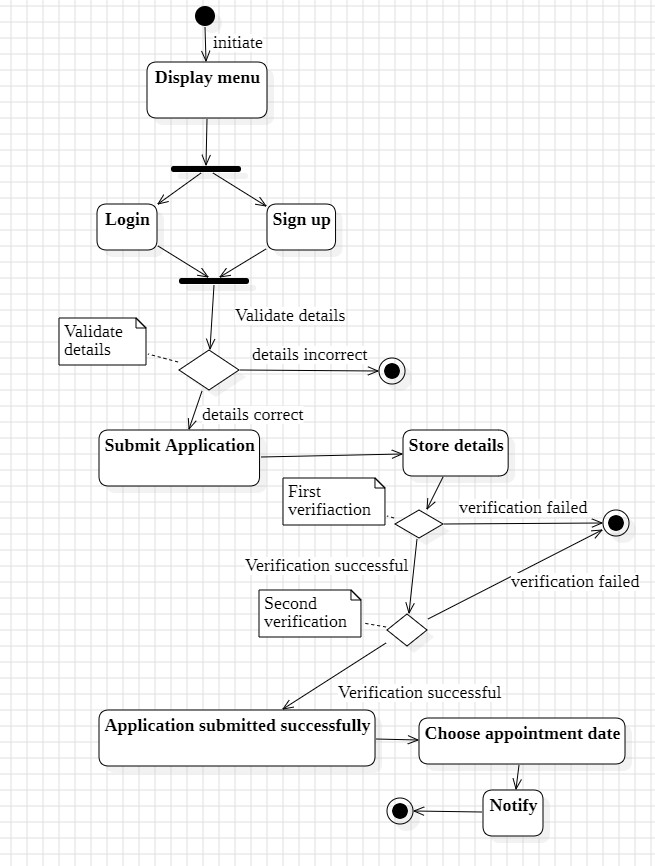 initiate
Display menu
Login
Sign up
Validate details
Validate
details
details incorrect
details correct
Submit Application
Store details
First
verifiaction
verification failed
Verification successful
verification failed
Second
verification
Verification successful
Application submitted successfully
Choose appointment date
Notify